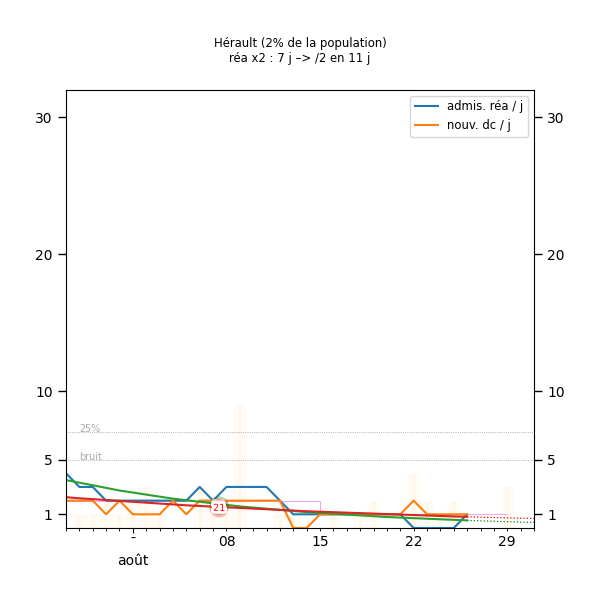 Hérault (2% de la population)
réa x2 : 7 j –> /2 en 11 j
admis. réa / j
nouv. dc / j
30
30
20
20
10
10
25%
bruit
5
5
21
1
1
-
08
15
22
29
août